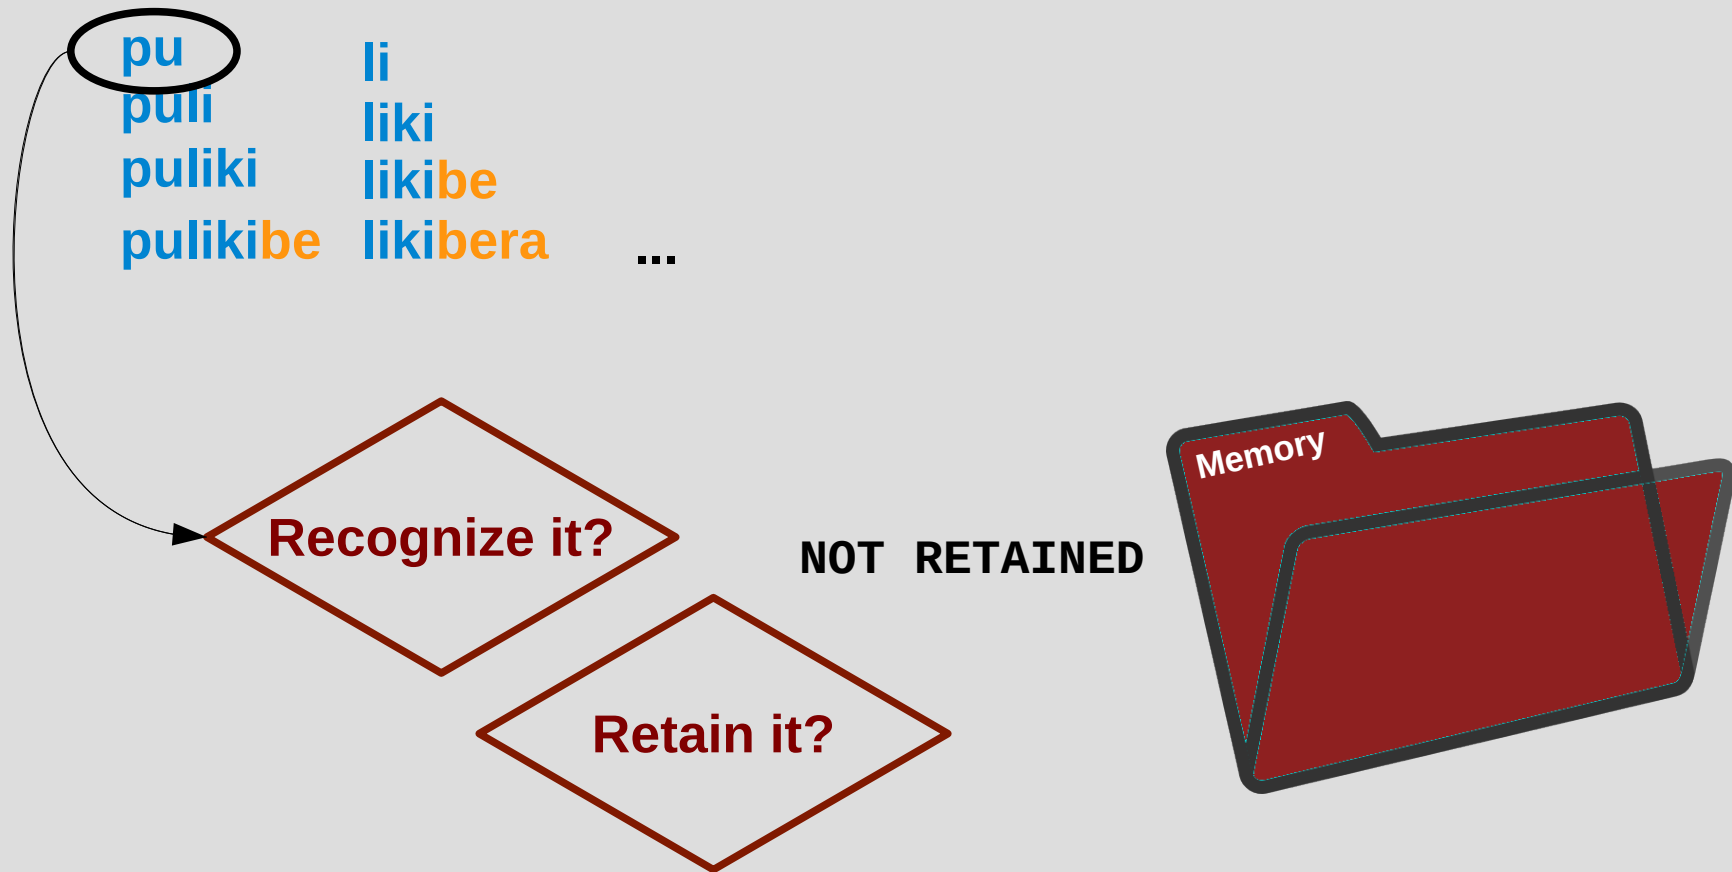 pu
puli
puliki
pulikibe
li
liki
likibe
likibera
...
Recognize it?
NOT RETAINED
Retain it?
Memory